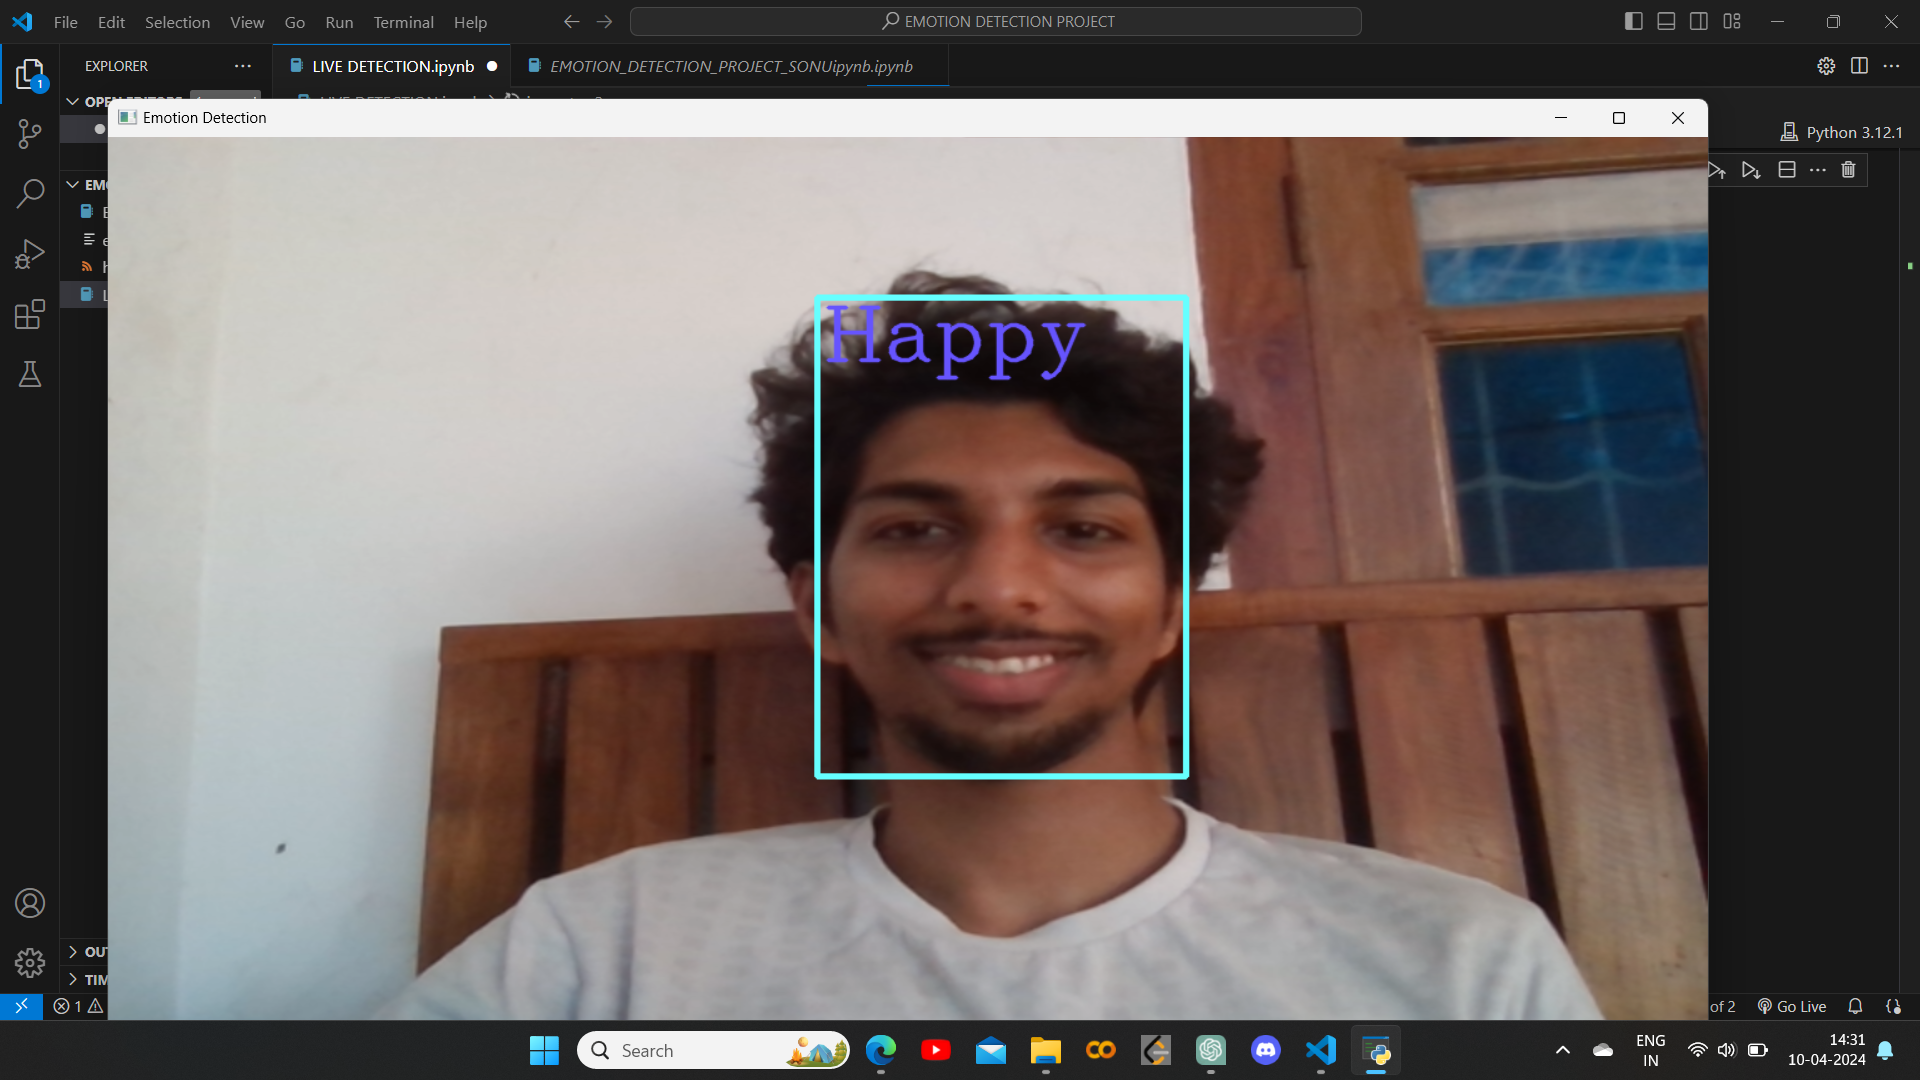 File Edit Selection View Go Run Terminal Help
EMOTION DETECTION PROJECT
EXPLORER
LIVE DETECTION.ipynb
EMOTION_DETECTION_PROJECT_SONUipynb.ipynb
Emotion Detection
Python 3.12.1
EMO
Happy
OUT
TIM
1
of 2
Go Live
Search
ENG
IN
14:31
10-04-2024